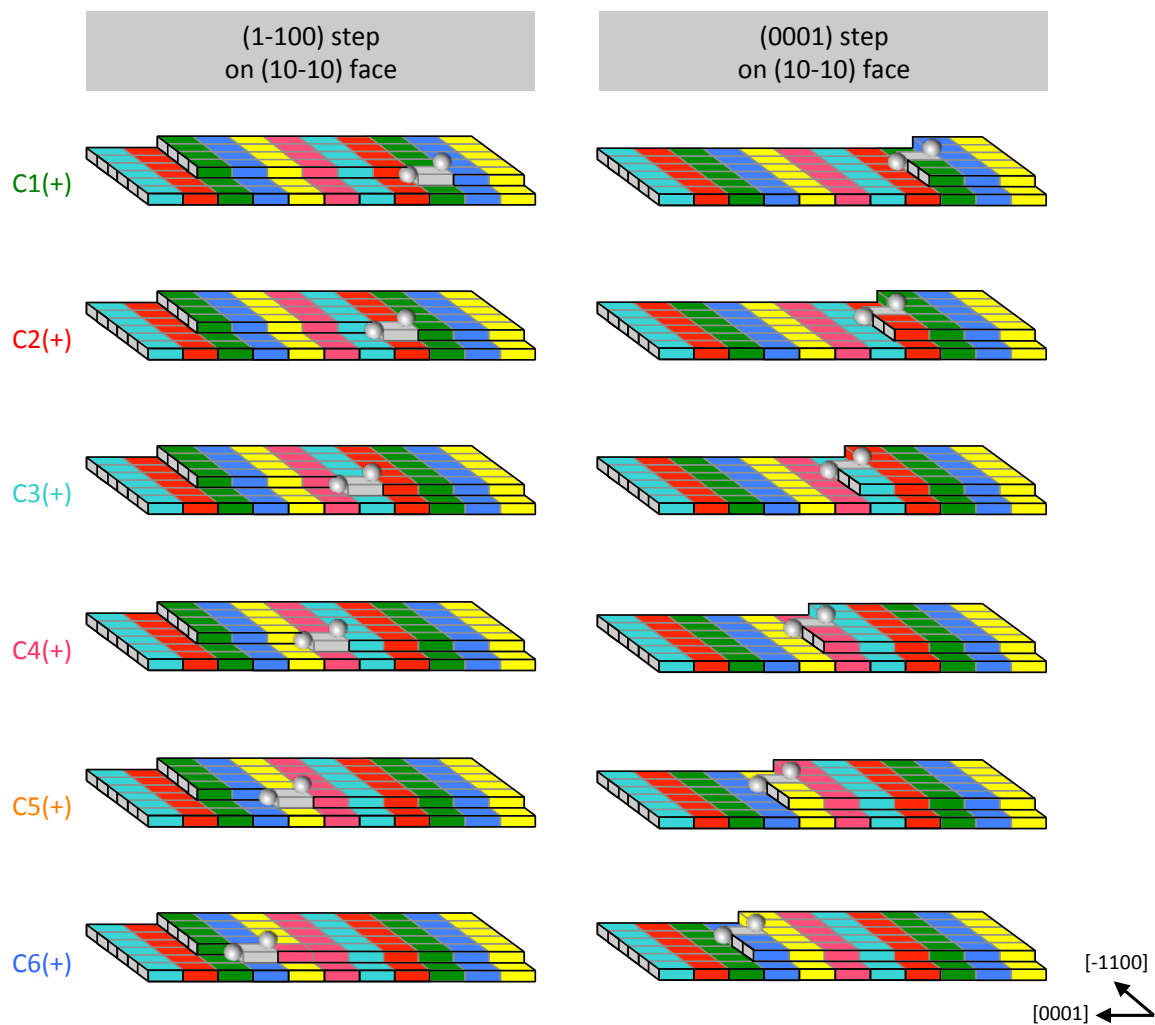 (1-100) step
on (10-10) face
(0001) step
on (10-10) face
C1(+)
C2(+)
C3(+)
C4(+)
C5(+)
C6(+)
[-1100]
[0001]